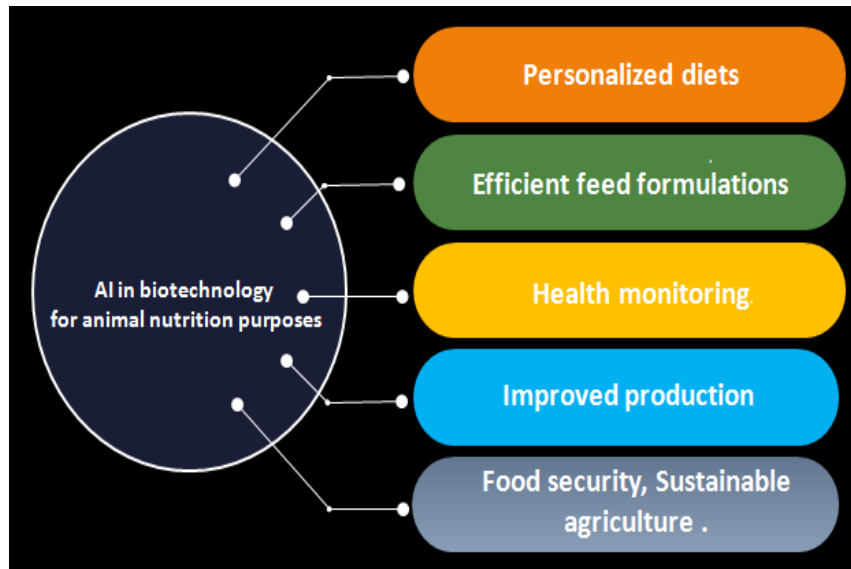 Personalized diets
Efficient feed formulations
AI in biotechnology
for animal nutrition purposes
Health monitoring.
Improved production
Food security, Sustainable
agriculture .